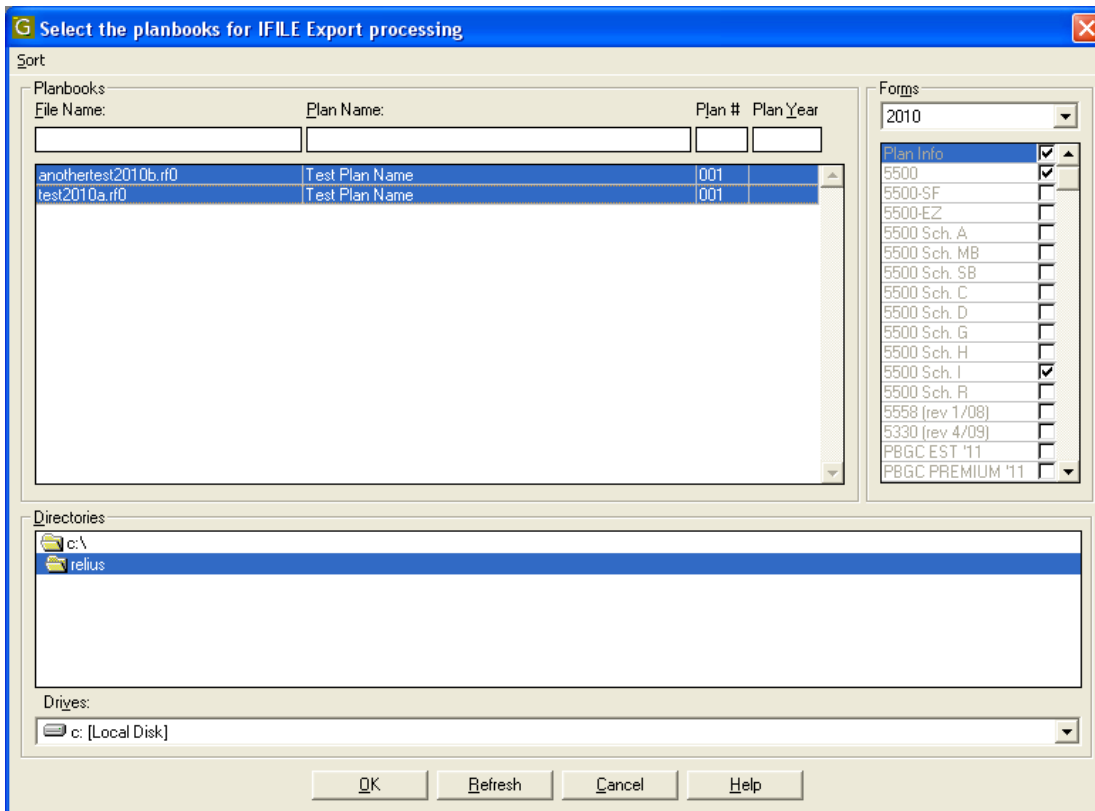 G Select the planbooks for IFILE Export processing
Sort
Planbooks
File Name: Plan Name: Plan # Plan Year
anothertest2010b.rf0 Test Plan Name 001
test2010a.rf0 Test Plan Name 001
Forms
2010
Plan Info
5500
5500-SF
5500-EZ
5500 Sch. A
5500 Sch. MB
5500 Sch. SB
5500 Sch. C
5500 Sch. D
5500 Sch. G
5500 Sch. H
5500 Sch. I
5500 Sch. R
5558 (rev 1/08)
5330 (rev 4/09)
PBGC EST '11
PBGC PREMIUM '11
Directories
c:\
relius
Drives:
c: [Local Disk]
OK Refresh Cancel Help